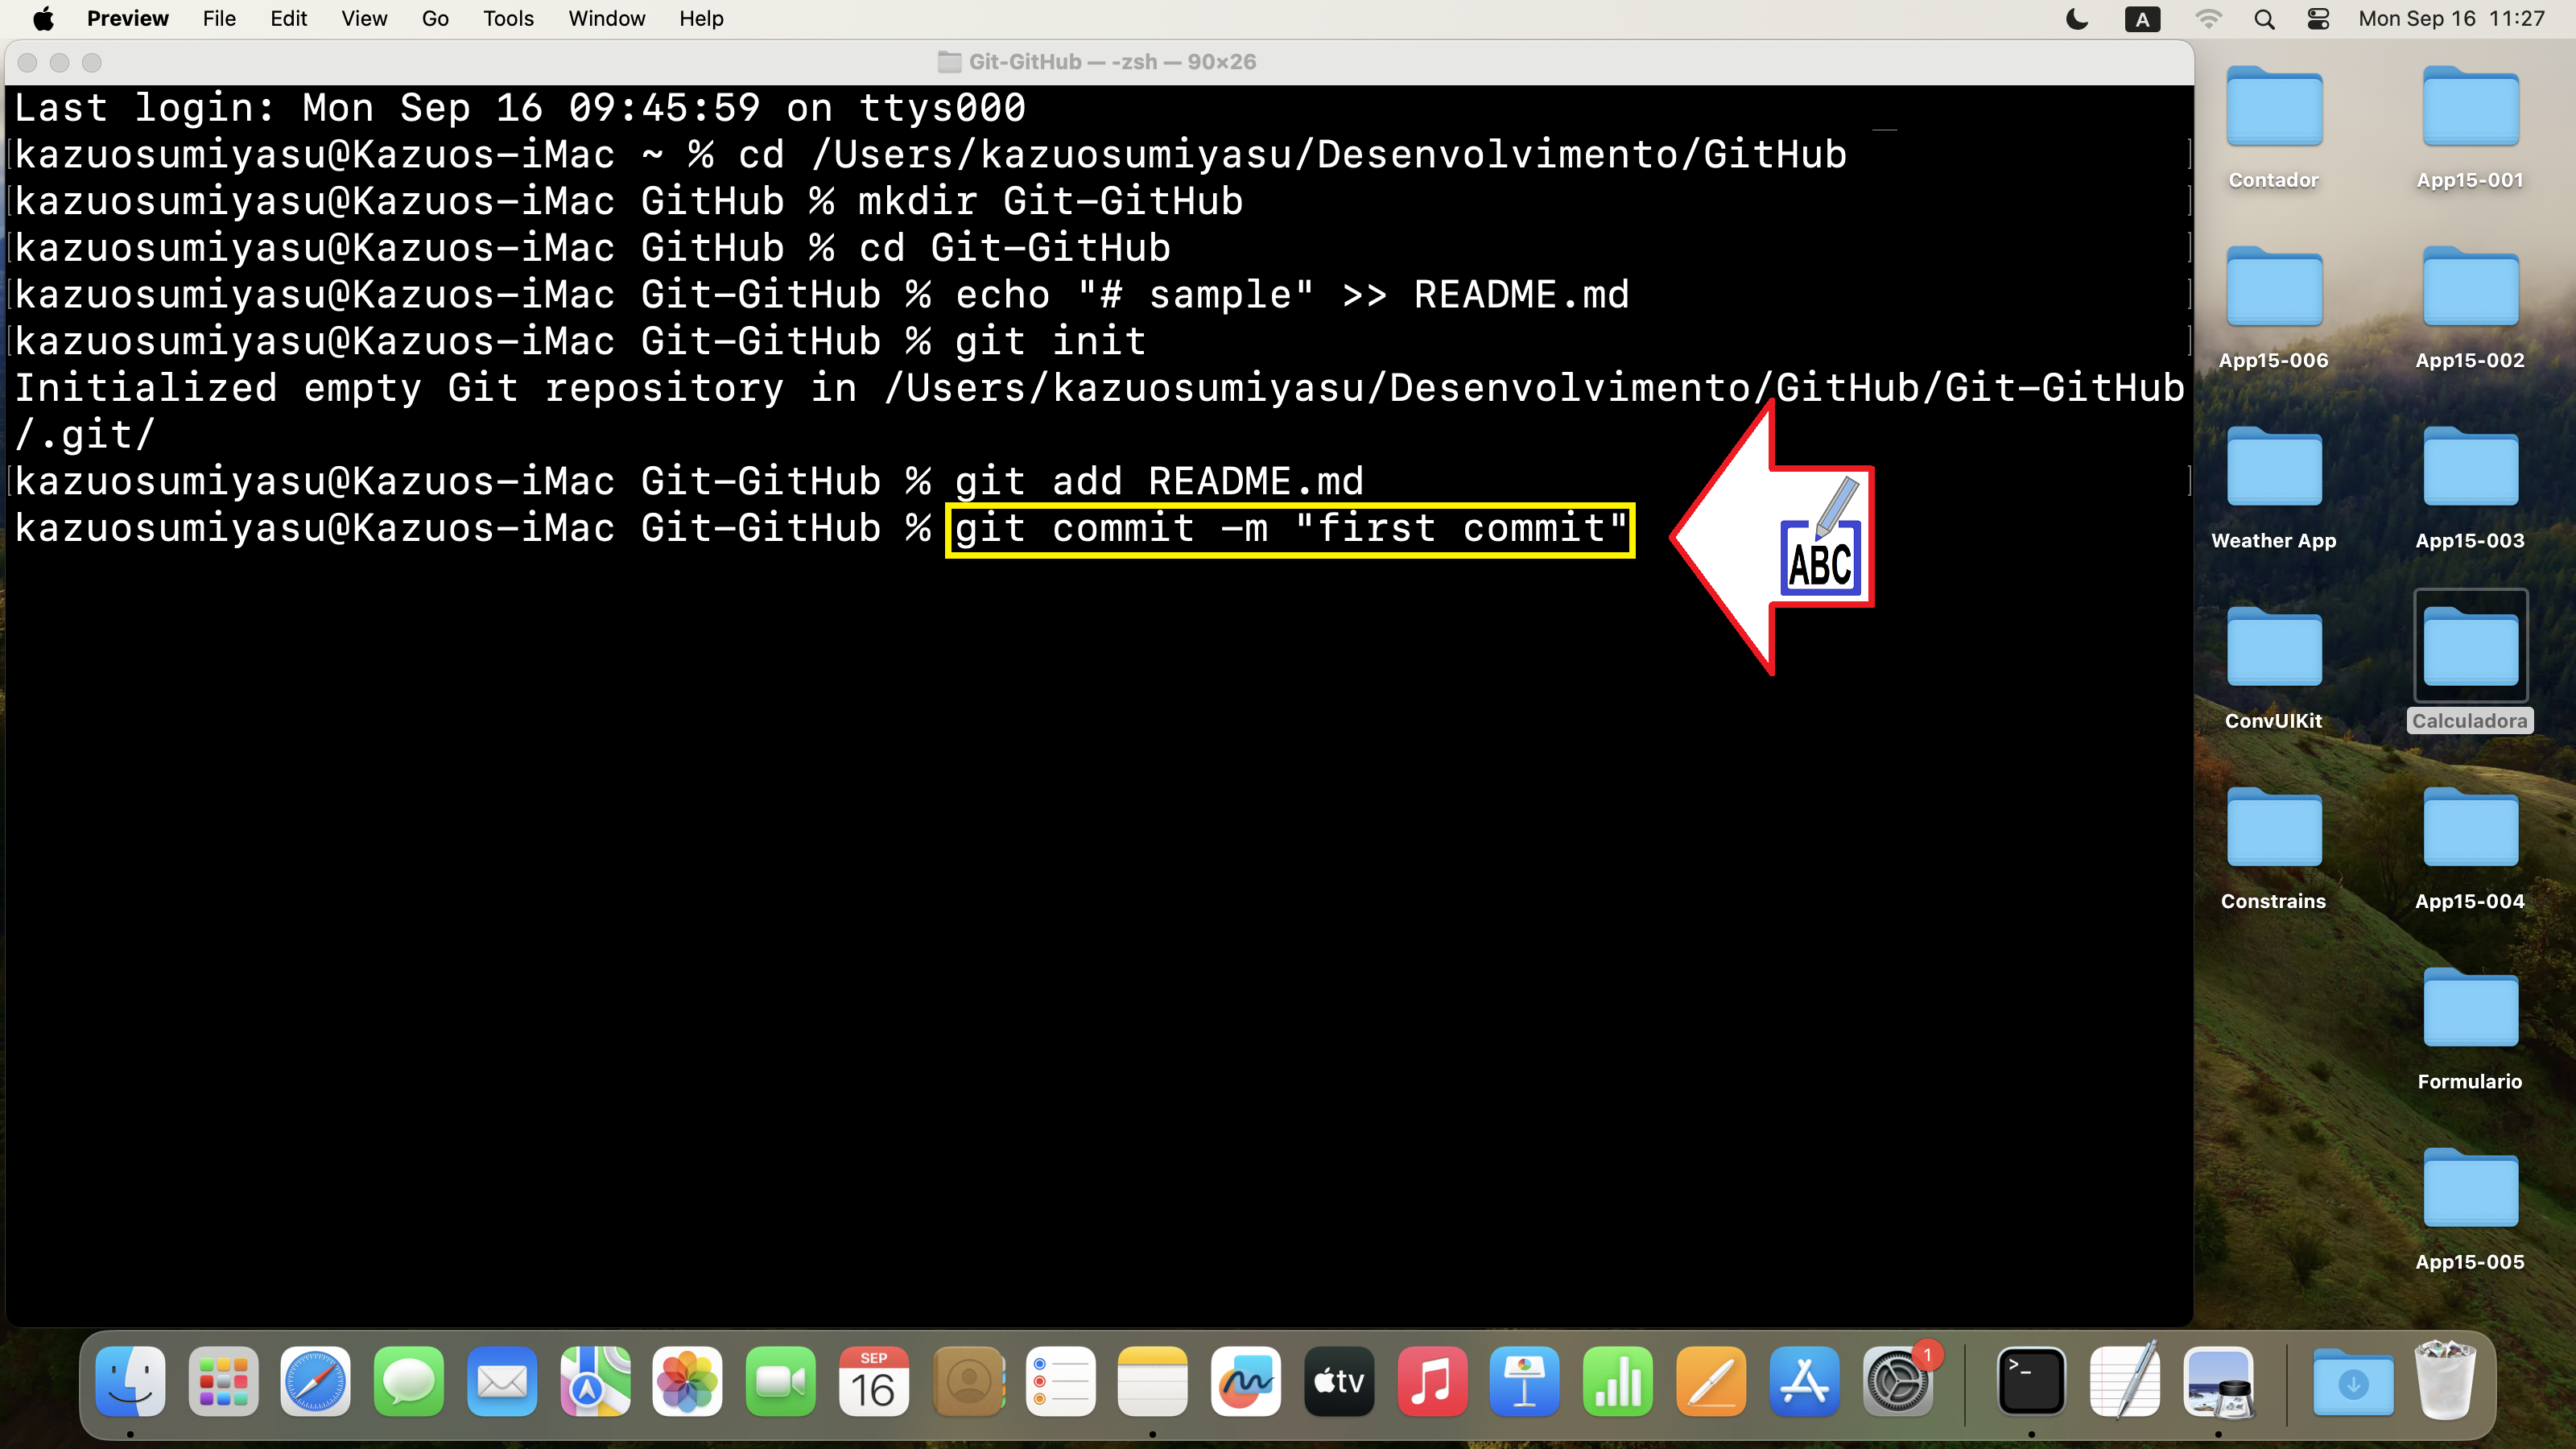 Preview File Edit View Go Tools Window Help A Mon Sep 16 11:27
Git-GitHub — -zsh — 90×26
Last login: Mon Sep 16 09:45:59 on ttys000
kazuosumiyasu@Kazuos-iMac ~ % cd /Users/kazuosumiyasu/Desenvolvimento/GitHub
kazuosumiyasu@Kazuos-iMac GitHub % mkdir Git-GitHub
kazuosumiyasu@Kazuos-iMac GitHub % cd Git-GitHub
kazuosumiyasu@Kazuos-iMac Git-GitHub % echo "# sample" >> README.md
kazuosumiyasu@Kazuos-iMac Git-GitHub % git init
Initialized empty Git repository in /Users/kazuosumiyasu/Desenvolvimento/GitHub/Git-GitHub
/.git/
kazuosumiyasu@Kazuos-iMac Git-GitHub % git add README.md
kazuosumiyasu@Kazuos-iMac Git-GitHub % git commit -m "first commit"
ABC
Contador App15-001
App15-006 App15-002
Weather App App15-003
ConvUIKit Calculadora
Constrains App15-004
Formulario
App15-005
SEP
16
tv
1
>_